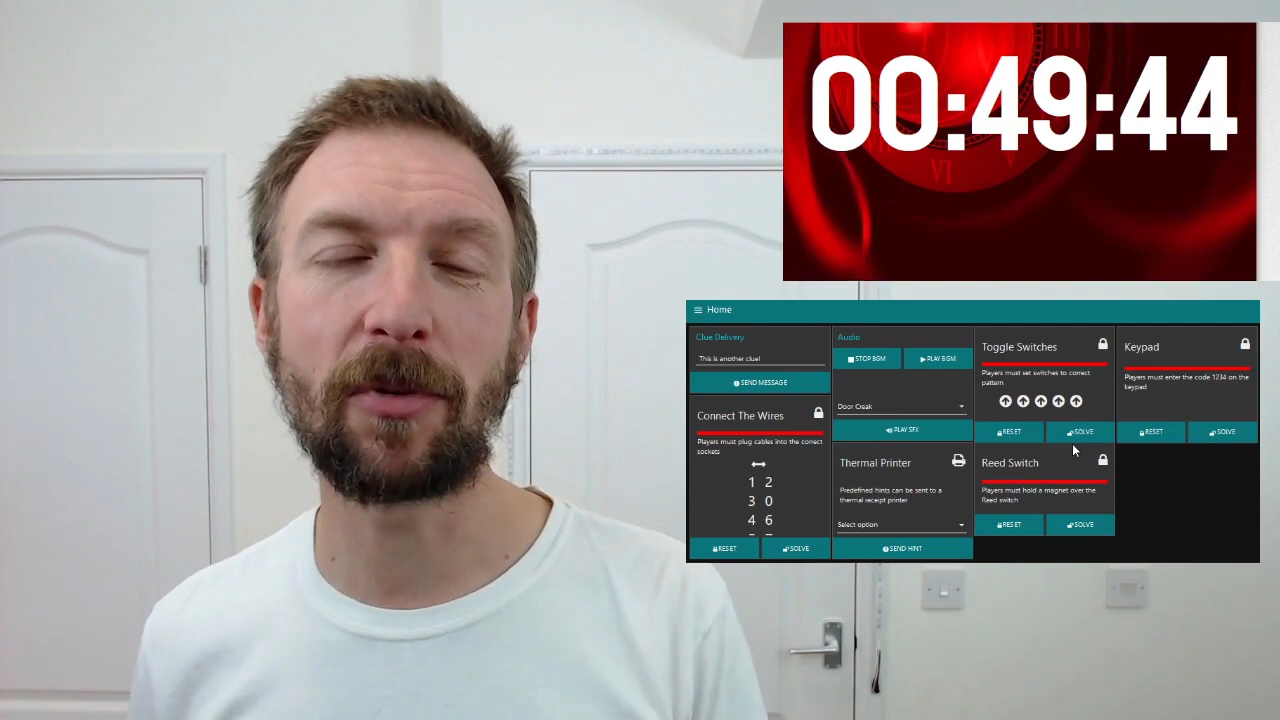 00:49:44
III
VI
V
Home
Clue Delivery
This is another clue!
SEND MESSAGE
Connect The Wires
Players must plug cables into the correct
sockets
1 2
3 0
4 6
RESET
SOLVE
Audio
STOP BGM
PLAY BGM
Door Creak
PLAY SFX
Thermal Printer
Predefined hints can be sent to a
thermal receipt printer
Select option
SEND HINT
Toggle Switches
Players must set switches to correct
pattern
RESET
SOLVE
Reed Switch
Players must hold a magnet over the
Reed switch
RESET
SOLVE
Keypad
Players must enter the code 1234 on the
keypad
RESET
SOLVE